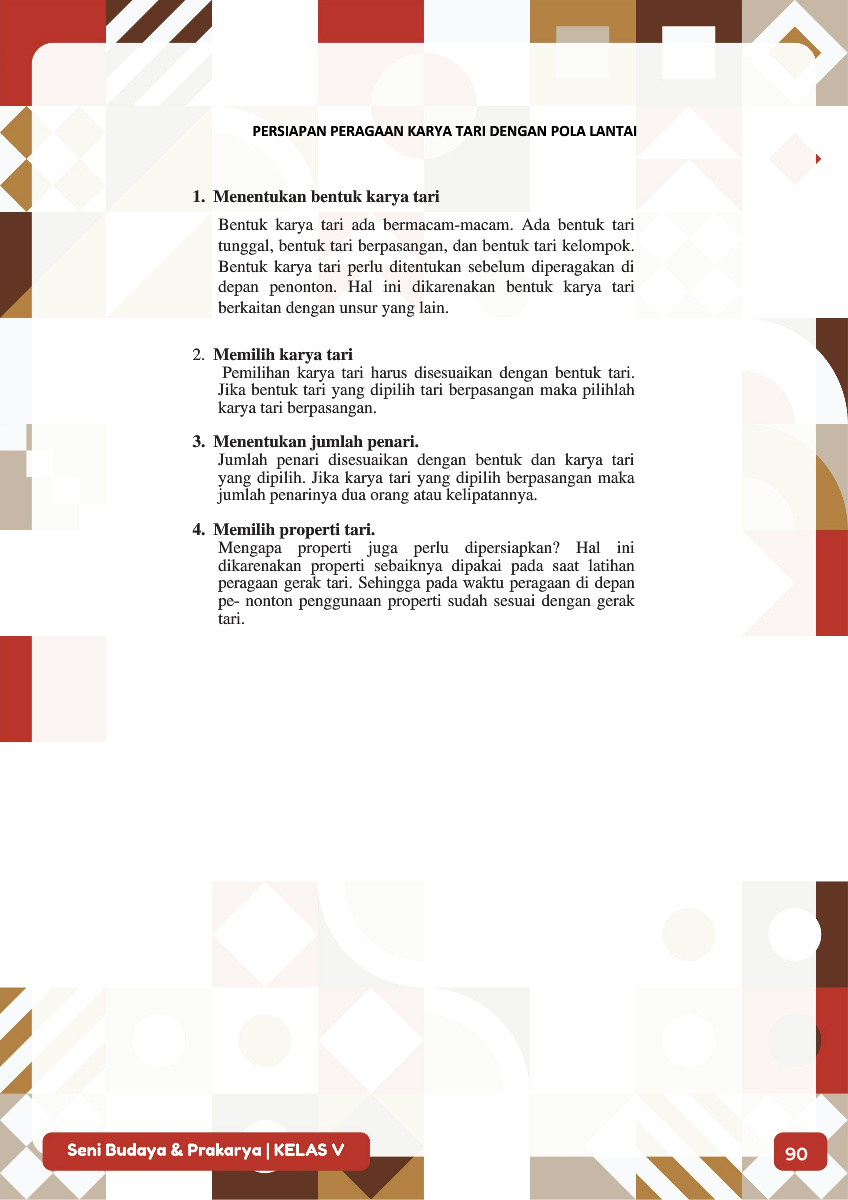 PERSIAPAN PERAGAAN KARYA TARI DENGAN POLA LANTAI
1. Menentukan bentuk karya tari
Bentuk karya tari ada bermacam-macam. Ada bentuk tari
tunggal, bentuk tari berpasangan, dan bentuk tari kelompok.
Bentuk karya tari perlu ditentukan sebelum diperagakan di
depan penonton. Hal ini dikarenakan bentuk karya tari
berkaitan dengan unsur yang lain.
2. Memilih karya tari
Pemilihan karya tari harus disesuaikan dengan bentuk tari.
Jika bentuk tari yang dipilih tari berpasangan maka pilihlah
karya tari berpasangan.
3. Menentukan jumlah penari.
Jumlah penari disesuaikan dengan bentuk dan karya tari
yang dipilih. Jika karya tari yang dipilih berpasangan maka
jumlah penarinya dua orang atau kelipatannya.
4. Memilih properti tari.
Mengapa properti juga perlu dipersiapkan? Hal ini
dikarenakan properti sebaiknya dipakai pada saat latihan
peragaan gerak tari. Sehingga pada waktu peragaan di depan
pe- nonton penggunaan properti sudah sesuai dengan gerak
tari.
Seni Budaya & Prakarya | KELAS V
90